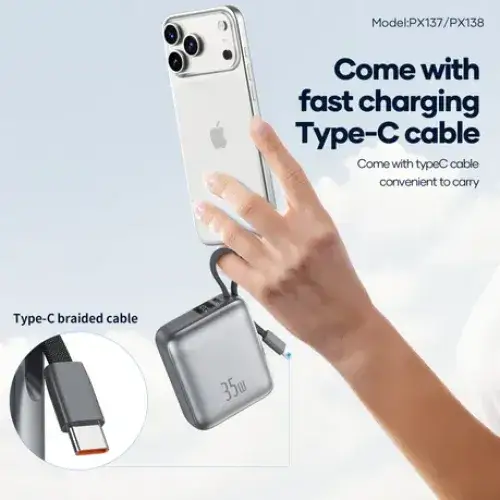 Model:PX137/PX138
Come with
fast charging
Type-C cable
Come with typeC cable
convenient to carry
Type-C braided cable
35W